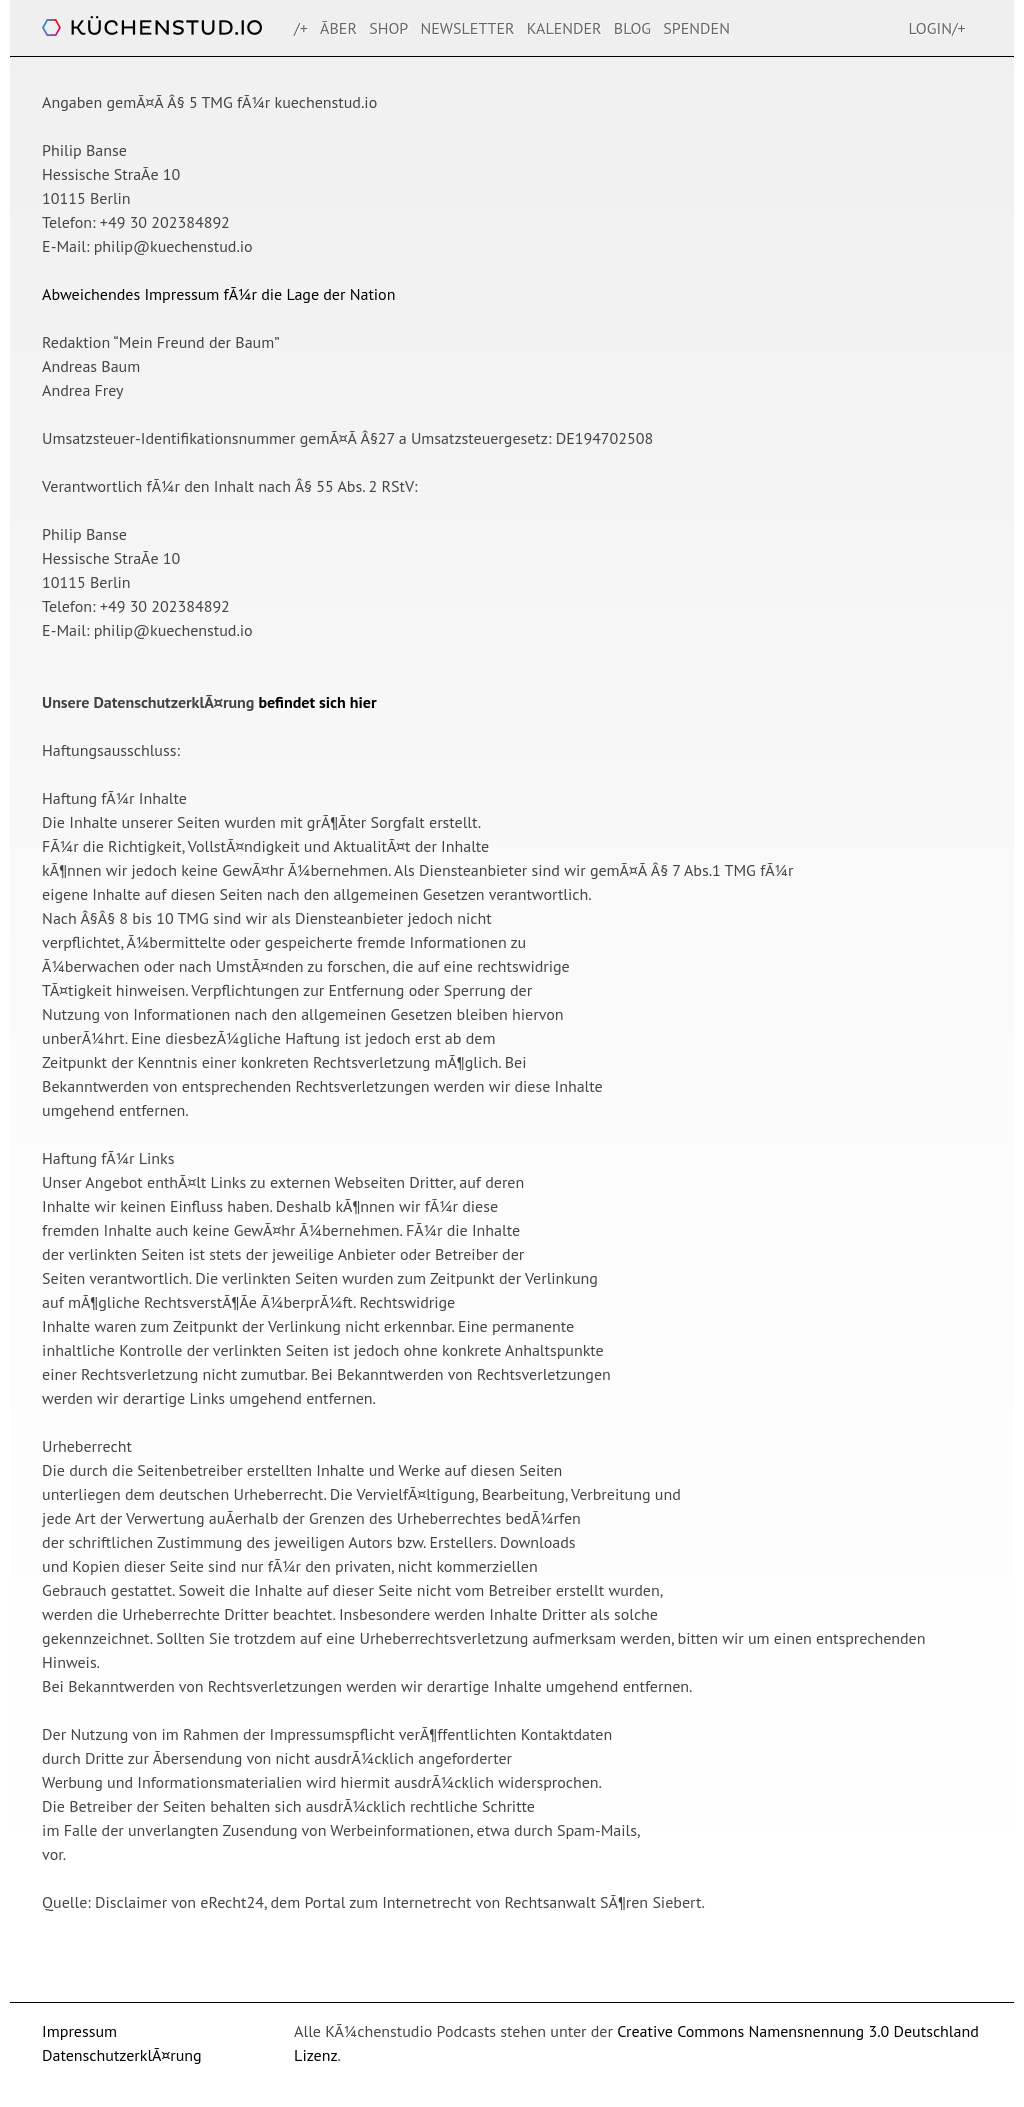 KÜCHENSTUD.IO /+ ÃBER SHOP NEWSLETTER KALENDER BLOG SPENDEN LOGIN/+
Angaben gemÃ¤Ã Â§ 5 TMG fÃ¼r kuechenstud.io
Philip Banse
Hessische StraÃe 10
10115 Berlin
Telefon: +49 30 202384892
E-Mail: philip@kuechenstud.io
Abweichendes Impressum fÃ¼r die Lage der Nation
Redaktion “Mein Freund der Baum”
Andreas Baum
Andrea Frey
Umsatzsteuer-Identifikationsnummer gemÃ¤Ã Â§27 a Umsatzsteuergesetz: DE194702508
Verantwortlich fÃ¼r den Inhalt nach Â§ 55 Abs. 2 RStV:
Philip Banse
Hessische StraÃe 10
10115 Berlin
Telefon: +49 30 202384892
E-Mail: philip@kuechenstud.io
Unsere DatenschutzerklÃ¤rung befindet sich hier
Haftungsausschluss:
Haftung fÃ¼r Inhalte
Die Inhalte unserer Seiten wurden mit grÃ¶Ãter Sorgfalt erstellt.
FÃ¼r die Richtigkeit, VollstÃ¤ndigkeit und AktualitÃ¤t der Inhalte
kÃ¶nnen wir jedoch keine GewÃ¤hr Ã¼bernehmen. Als Diensteanbieter sind wir gemÃ¤Ã Â§ 7 Abs.1 TMG fÃ¼r
eigene Inhalte auf diesen Seiten nach den allgemeinen Gesetzen verantwortlich.
Nach Â§Â§ 8 bis 10 TMG sind wir als Diensteanbieter jedoch nicht
verpflichtet, Ã¼bermittelte oder gespeicherte fremde Informationen zu
Ã¼berwachen oder nach UmstÃ¤nden zu forschen, die auf eine rechtswidrige
TÃ¤tigkeit hinweisen. Verpflichtungen zur Entfernung oder Sperrung der
Nutzung von Informationen nach den allgemeinen Gesetzen bleiben hiervon
unberÃ¼hrt. Eine diesbezÃ¼gliche Haftung ist jedoch erst ab dem
Zeitpunkt der Kenntnis einer konkreten Rechtsverletzung mÃ¶glich. Bei
Bekanntwerden von entsprechenden Rechtsverletzungen werden wir diese Inhalte
umgehend entfernen.
Haftung fÃ¼r Links
Unser Angebot enthÃ¤lt Links zu externen Webseiten Dritter, auf deren
Inhalte wir keinen Einfluss haben. Deshalb kÃ¶nnen wir fÃ¼r diese
fremden Inhalte auch keine GewÃ¤hr Ã¼bernehmen. FÃ¼r die Inhalte
der verlinkten Seiten ist stets der jeweilige Anbieter oder Betreiber der
Seiten verantwortlich. Die verlinkten Seiten wurden zum Zeitpunkt der Verlinkung
auf mÃ¶gliche RechtsverstÃ¶Ãe Ã¼berprÃ¼ft. Rechtswidrige
Inhalte waren zum Zeitpunkt der Verlinkung nicht erkennbar. Eine permanente
inhaltliche Kontrolle der verlinkten Seiten ist jedoch ohne konkrete Anhaltspunkte
einer Rechtsverletzung nicht zumutbar. Bei Bekanntwerden von Rechtsverletzungen
werden wir derartige Links umgehend entfernen.
Urheberrecht
Die durch die Seitenbetreiber erstellten Inhalte und Werke auf diesen Seiten
unterliegen dem deutschen Urheberrecht. Die VervielfÃ¤ltigung, Bearbeitung, Verbreitung und
jede Art der Verwertung auÃerhalb der Grenzen des Urheberrechtes bedÃ¼rfen
der schriftlichen Zustimmung des jeweiligen Autors bzw. Erstellers. Downloads
und Kopien dieser Seite sind nur fÃ¼r den privaten, nicht kommerziellen
Gebrauch gestattet. Soweit die Inhalte auf dieser Seite nicht vom Betreiber erstellt wurden,
werden die Urheberrechte Dritter beachtet. Insbesondere werden Inhalte Dritter als solche
gekennzeichnet. Sollten Sie trotzdem auf eine Urheberrechtsverletzung aufmerksam werden, bitten wir um einen entsprechenden
Hinweis.
Bei Bekanntwerden von Rechtsverletzungen werden wir derartige Inhalte umgehend entfernen.
Der Nutzung von im Rahmen der Impressumspflicht verÃ¶ffentlichten Kontaktdaten
durch Dritte zur Ãbersendung von nicht ausdrÃ¼cklich angeforderter
Werbung und Informationsmaterialien wird hiermit ausdrÃ¼cklich widersprochen.
Die Betreiber der Seiten behalten sich ausdrÃ¼cklich rechtliche Schritte
im Falle der unverlangten Zusendung von Werbeinformationen, etwa durch Spam-Mails,
vor.
Quelle: Disclaimer von eRecht24, dem Portal zum Internetrecht von Rechtsanwalt SÃ¶ren Siebert.
Impressum
DatenschutzerklÃ¤rung
Alle KÃ¼chenstudio Podcasts stehen unter der Creative Commons Namensnennung 3.0 Deutschland
Lizenz.